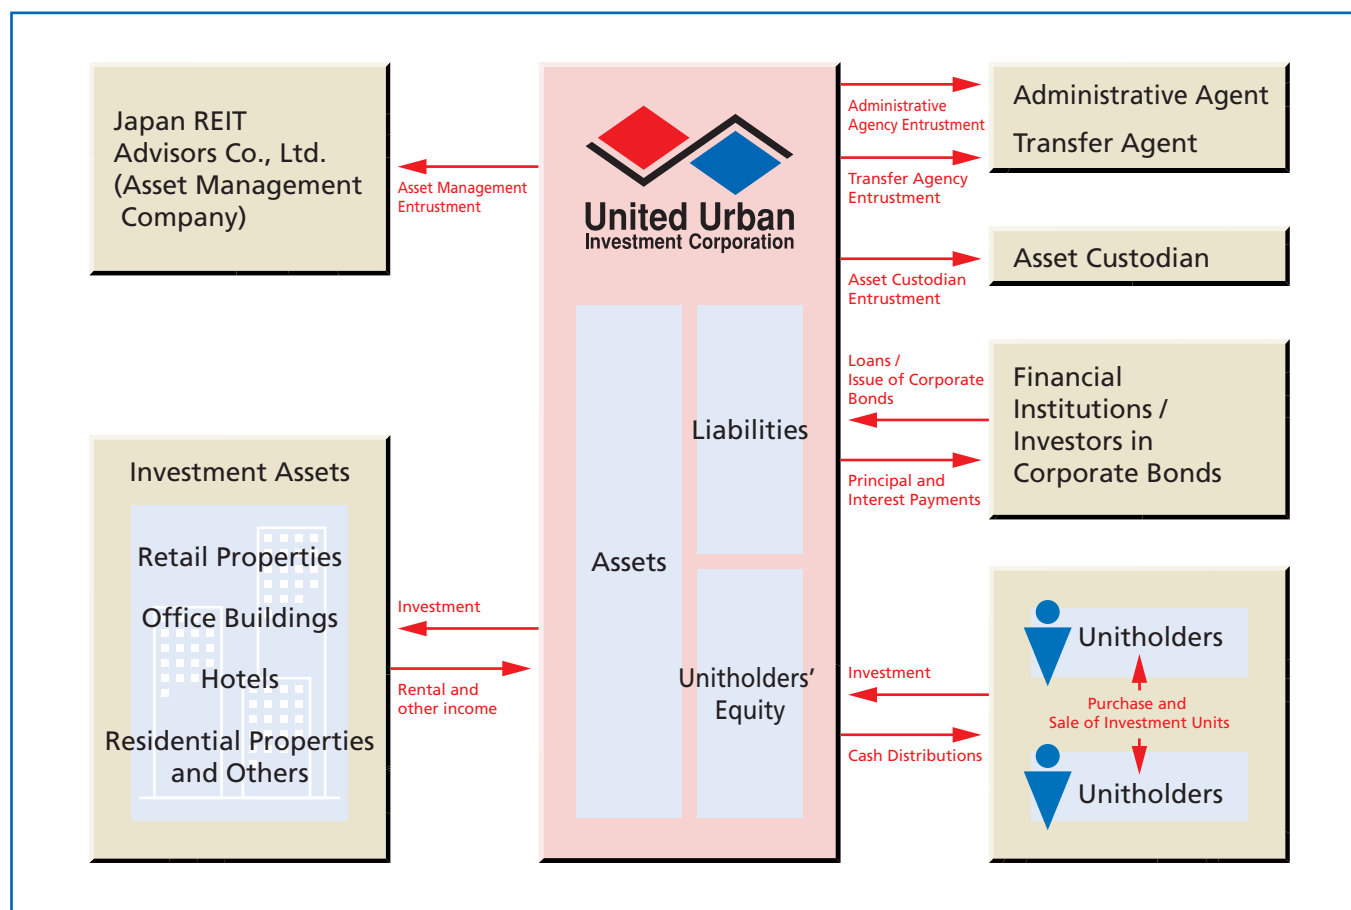 Japan REIT
Advisors Co., Ltd.
(Asset Management
Company)
Asset Management
Entrustment
United Urban
Investment Corporation
Administrative
Agency Entrustment
Transfer Agency
Entrustment
Administrative Agent
Transfer Agent
Asset Custodian
Entrustment
Asset Custodian
Loans /
Issue of Corporate
Bonds
Principal and
Interest Payments
Financial
Institutions /
Investors in
Corporate Bonds
Investment Assets
Retail Properties
Office Buildings
Hotels
Residential Properties
and Others
Investment
Rental and
other income
Assets
Liabilities
Unitholders'
Equity
Investment
Cash Distributions
Unitholders
Purchase and
Sale of Investment Units
Unitholders